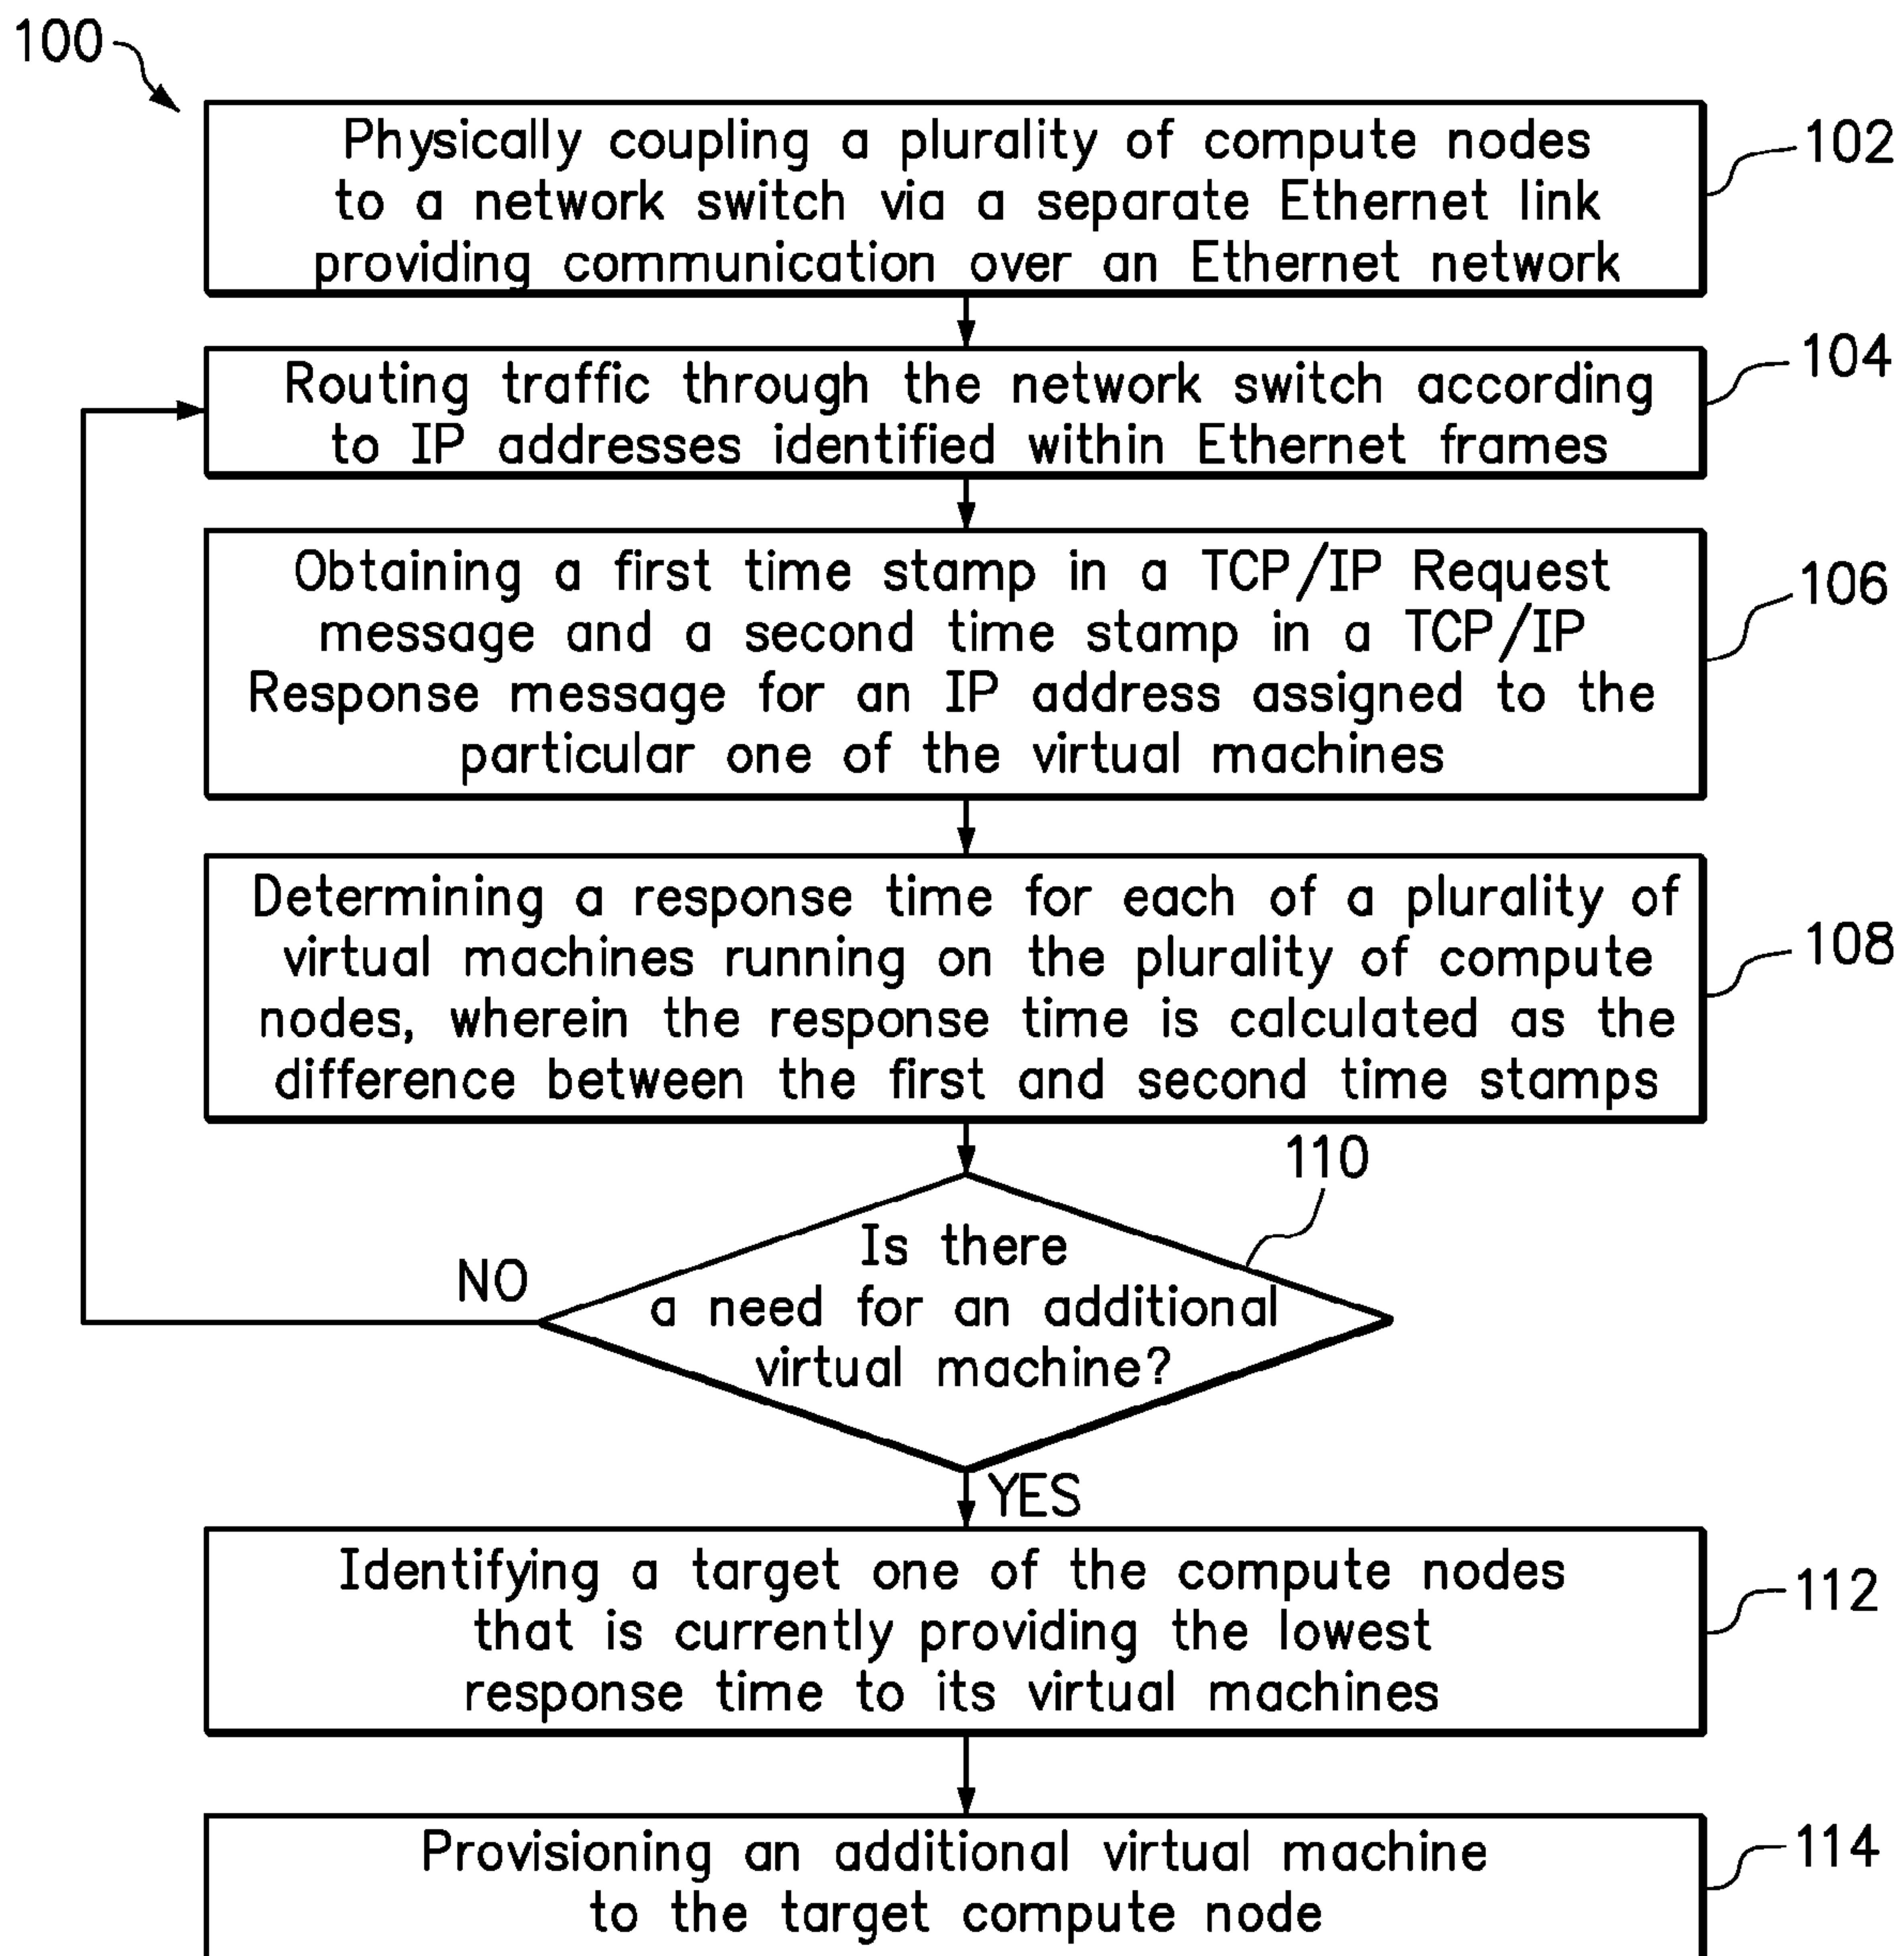 100
Physically coupling a plurality of compute nodes
to a network switch via a separate Ethernet link
providing communication over an Ethernet network
102
Routing traffic through the network switch according
to IP addresses identified within Ethernet frames
104
Obtaining a first time stamp in a TCP/IP Request
message and a second time stamp in a TCP/IP
Response message for an IP address assigned to the
particular one of the virtual machines
106
Determining a response time for each of a plurality of
virtual machines running on the plurality of compute
nodes, wherein the response time is calculated as the
difference between the first and second time stamps
108
110
Is there
a need for an additional
virtual machine?
NO
YES
Identifying a target one of the compute nodes
that is currently providing the lowest
response time to its virtual machines
112
Provisioning an additional virtual machine
to the target compute node
114